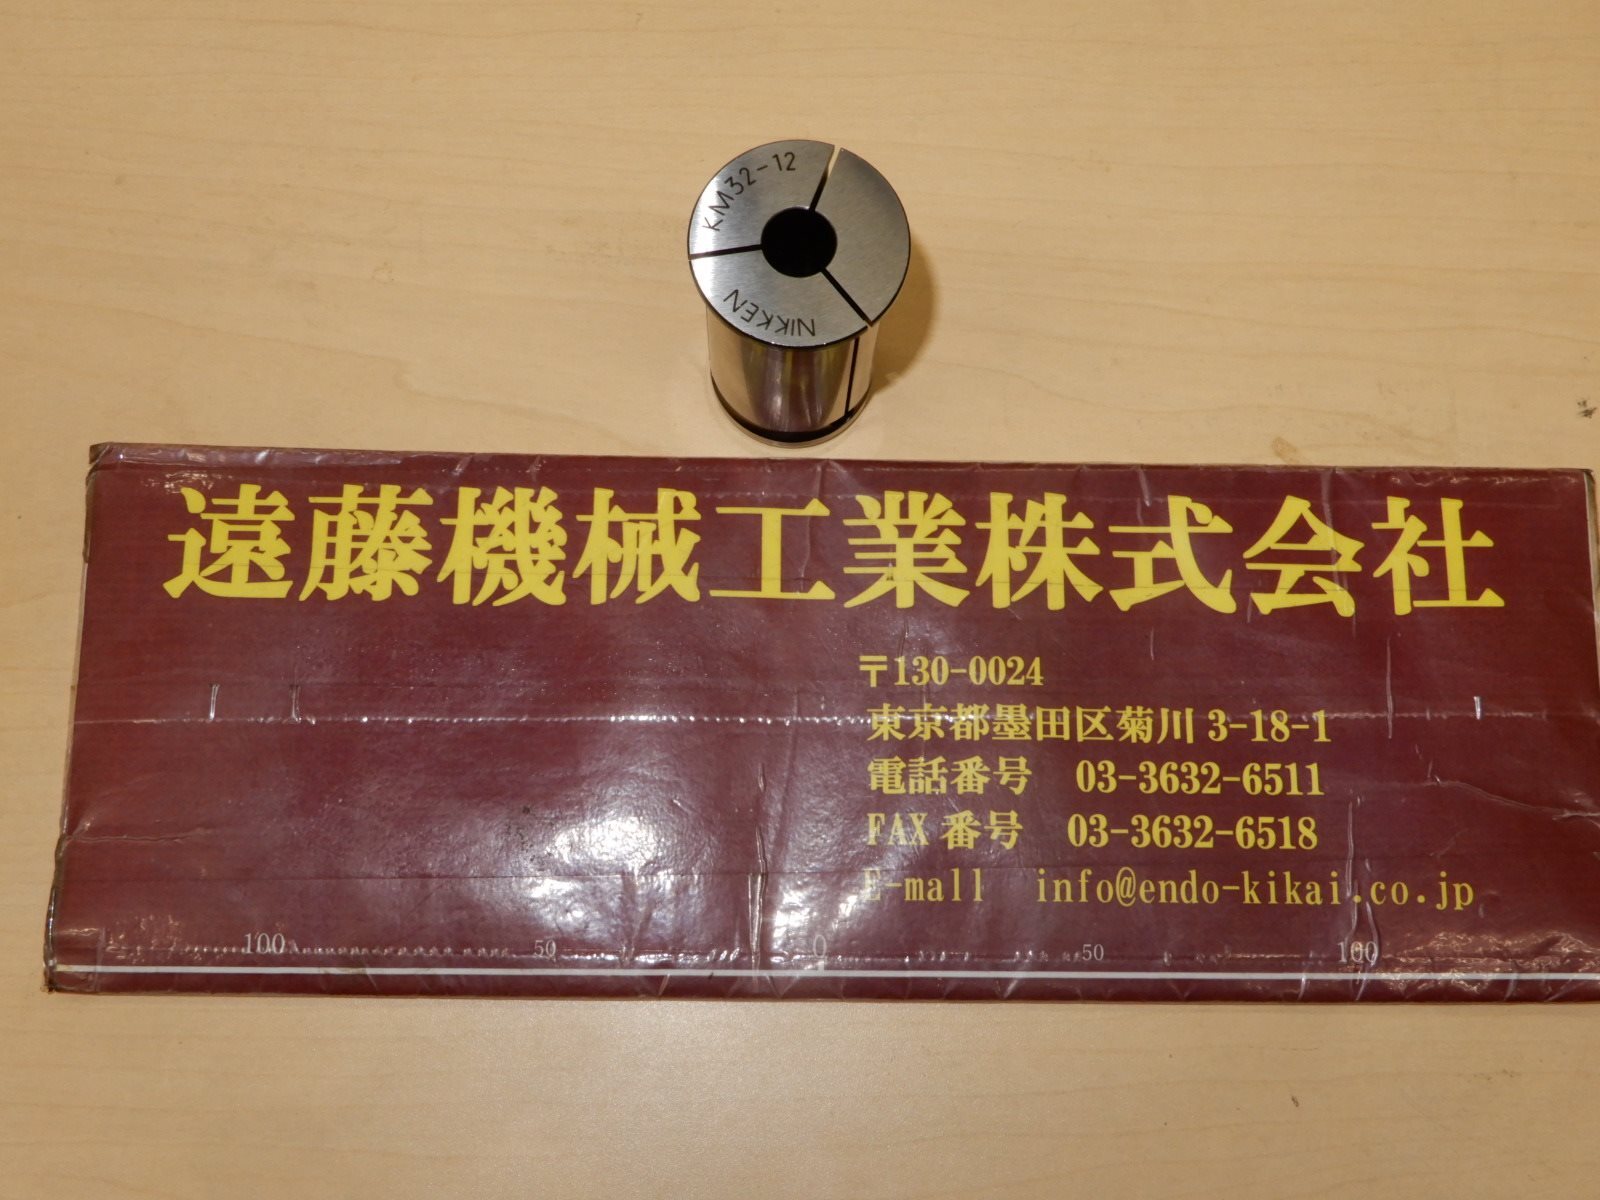 KM32-12
NIKKEN
遠藤機械工業株式会社
〒130-0024
東京都墨田区菊川 3-18-1
電話番号 03-3632-6511
FAX 番号 03-3632-6518
E-mall info@endo-kikai.co.jp
100 50 0 50 100